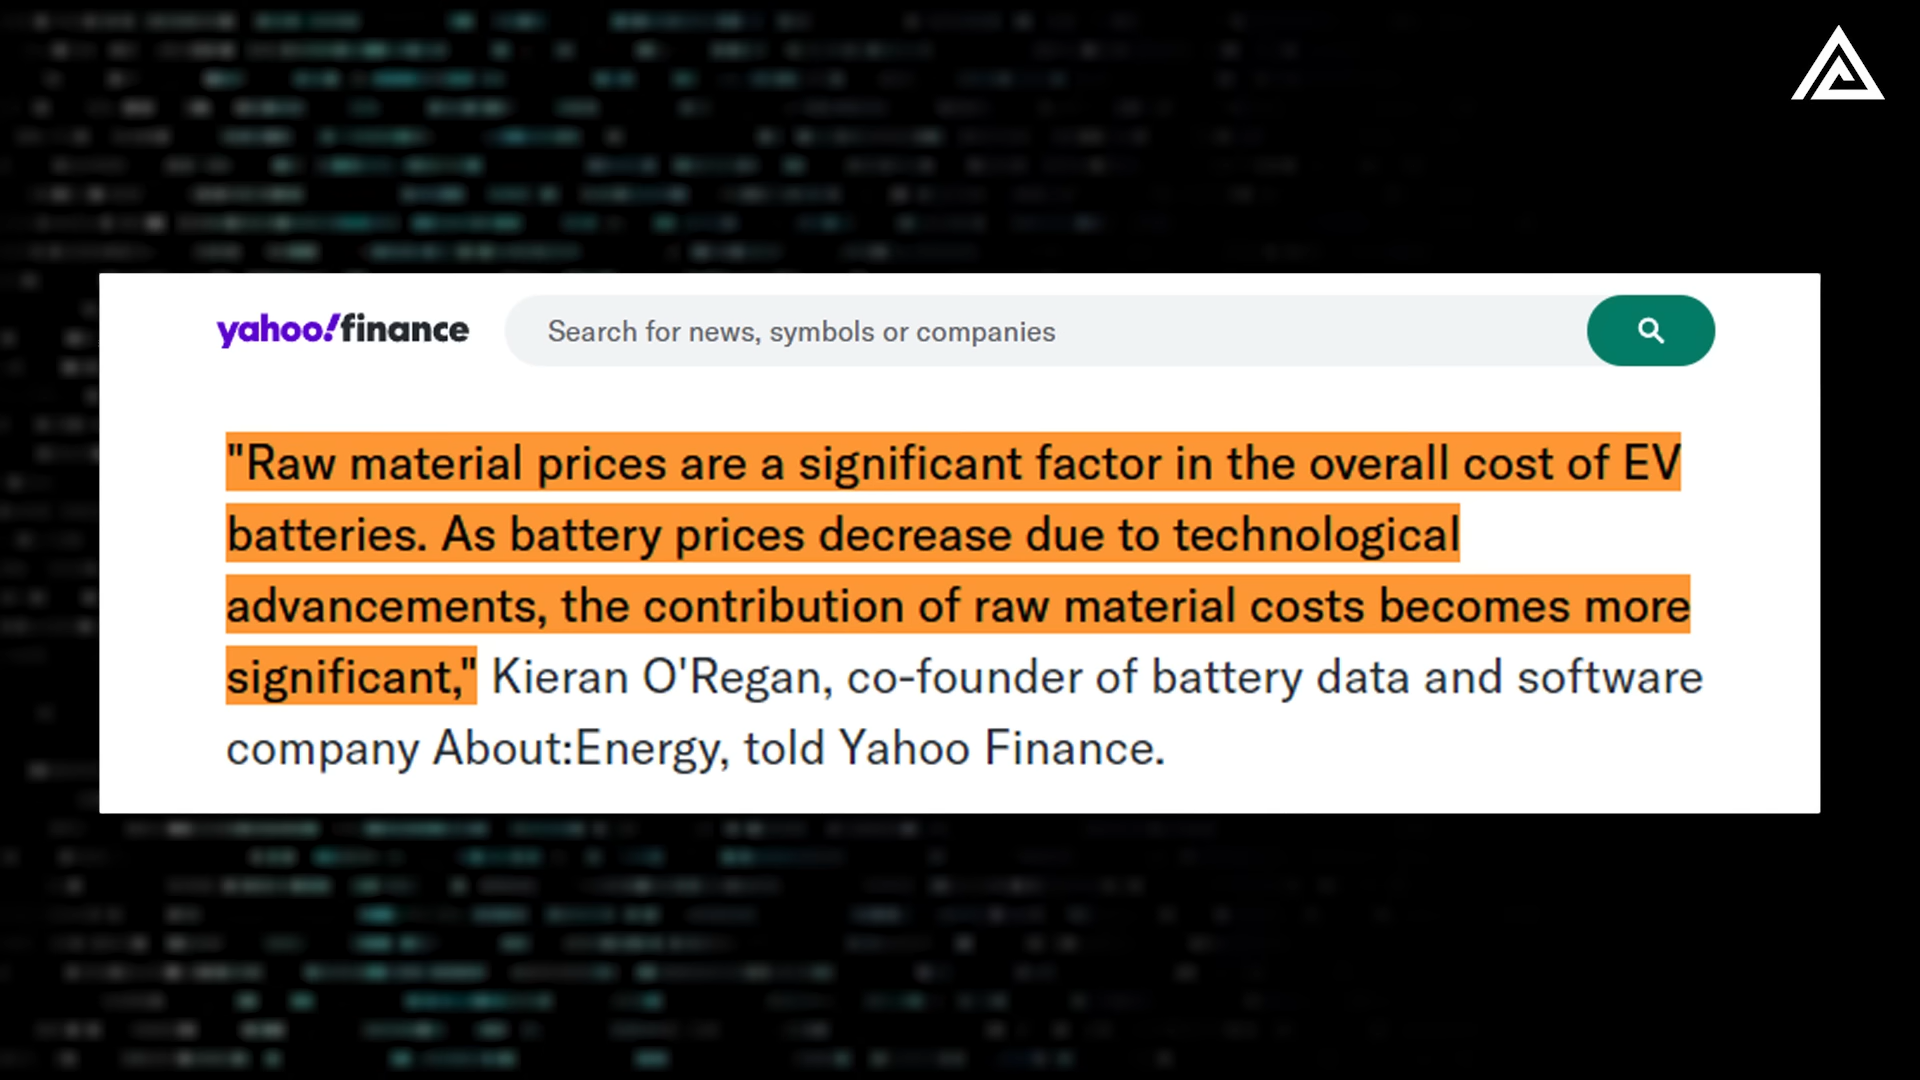 yahoo!finance
Search for news, symbols or companies
"Raw material prices are a significant factor in the overall cost of EV
batteries. As battery prices decrease due to technological
advancements, the contribution of raw material costs becomes more
significant," Kieran O'Regan, co-founder of battery data and software
company About:Energy, told Yahoo Finance.